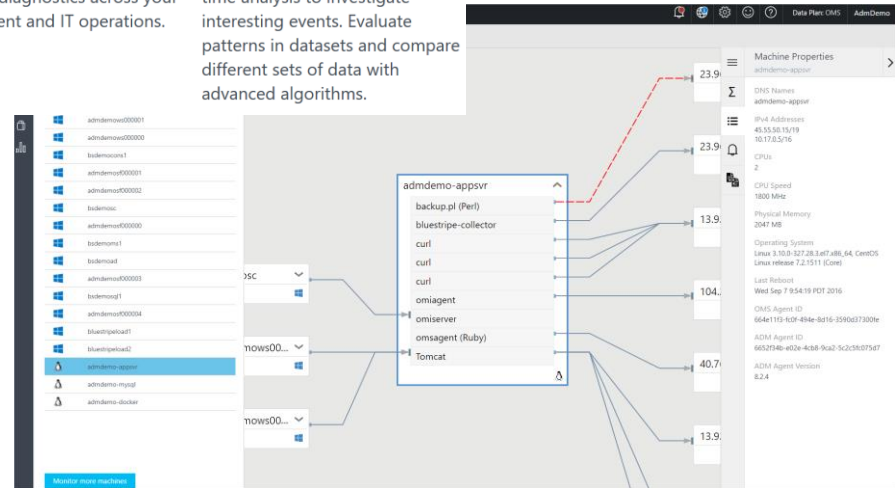 diagnostics across your
ent and IT operations.
time analysis to investigate
interesting events. Evaluate
patterns in datasets and compare
different sets of data with
advanced algorithms.
Data Plan: OMS AdmDemo
admdemows000001
admdemows000000
bsdemocons1
admdemosf000001
admdemosf000002
bsdemosc
admdemosf000000
bsdemoms1
bsdemoad
admdemosf000003
bsdemosql1
admdemosf000004
bluestripeload1
bluestripeload2
admdemo-appsvr
admdemo-mysql
admdemo-docker
Monitor more machines
osc
mows00...
mows00...
admdemo-appsvr
backup.pl (Perl)
bluestripe-collector
curl
curl
curl
omiagent
omiserver
omsagent (Ruby)
Tomcat
23.9
23.9
13.9
104.
40.7
13.9
Machine Properties
admdemo-appsvr
DNS Names
admdemo-appsvr
IPv4 Addresses
45.55.50.15/19
10.17.0.5/16
CPUs
2
CPU Speed
1800 MHz
Physical Memory
2047 MB
Operating System
Linux 3.10.0-327.28.3.el7.x86_64, CentOS
Linux release 7.2.1511 (Core)
Last Reboot
Wed Sep 7 9:54:19 PDT 2016
OMS Agent ID
664e11f3-fc0f-494e-8d16-3590d37300fe
ADM Agent ID
6652f34b-e02e-4cb8-9ca2-5c2c5fc075d7
ADM Agent Version
8.2.4